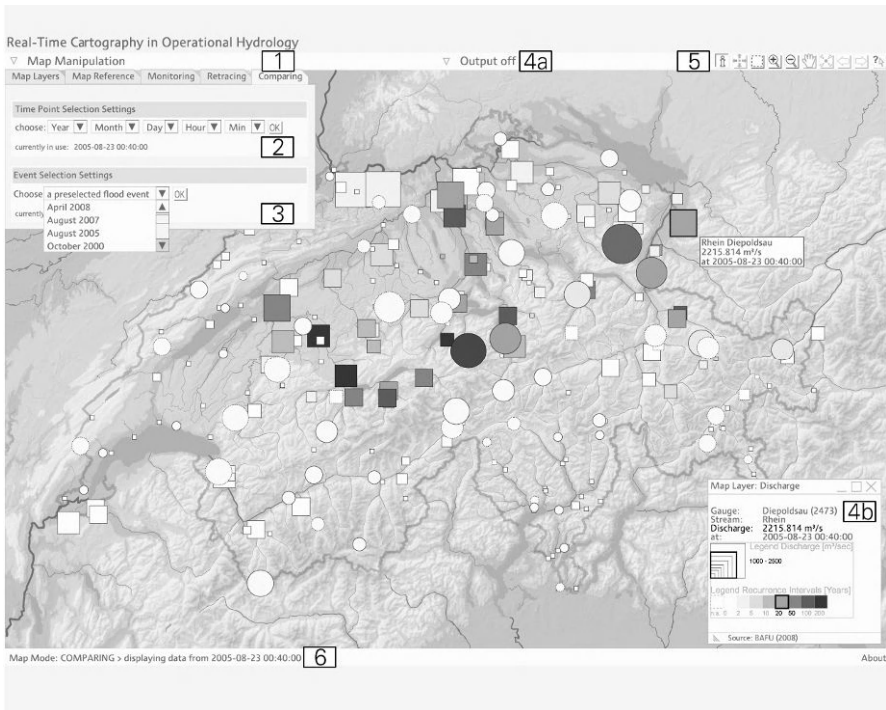 Real-Time Cartography in Operational Hydrology
▽ Map Manipulation 1 ▽ Output off 4a 5
Map Layers Map Reference Monitoring Retracing Comparing
Time Point Selection Settings
choose: Year ▼ Month ▼ Day ▼ Hour ▼ Min ▼ OK
currently in use: 2005-08-23 00:40:00 2
Event Selection Settings
Choose a preselected flood event ▼ OK
currently
April 2008
August 2007
August 2005
October 2000
3
Rhein Diepoldsau
2215.814 m³/s
at 2005-08-23 00:40:00
Map Layer: Discharge
4b
Gauge: Diepoldsau (2473)
Stream: Rhein
Discharge: 2215.814 m³/s
at: 2005-08-23 00:40:00
Legend Discharge [m³/sec]
Legend Recurrence Intervals [Years]
n.s. 0 2 5 10 20 50 100 200
Source: BAFU (2008)
Map Mode: COMPARING > displaying data from 2005-08-23 00:40:00 6
About